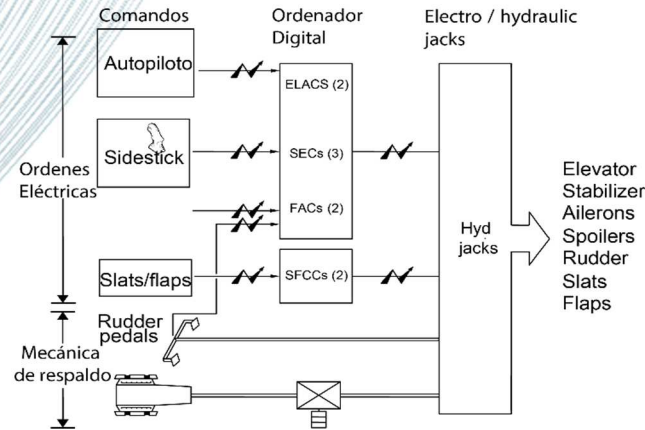 Comandos
Ordenador
Digital
Electro / hydraulic
jacks
Autopiloto
ELACS (2)
Sidestick
SECs (3)
Ordenes
Eléctricas
FACs (2)
Hyd
jacks
Elevator
Stabilizer
Ailerons
Spoilers
Rudder
Slats
Flaps
Slats/flaps
SFCCs (2)
Rudder
pedals
Mecánica
de respaldo